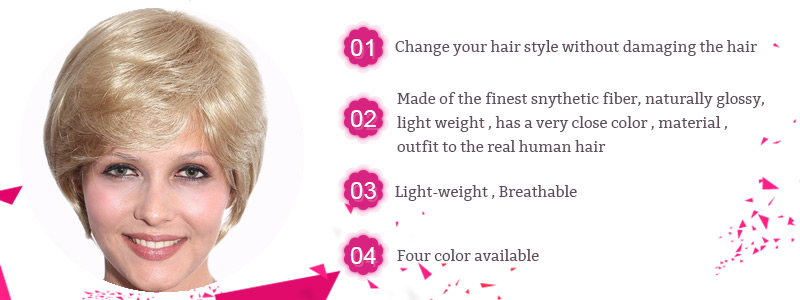 01 Change your hair style without damaging the hair
02 Made of the finest snythetic fiber, naturally glossy,
light weight , has a very close color , material ,
outfit to the real human hair
03 Light-weight , Breathable
04 Four color available